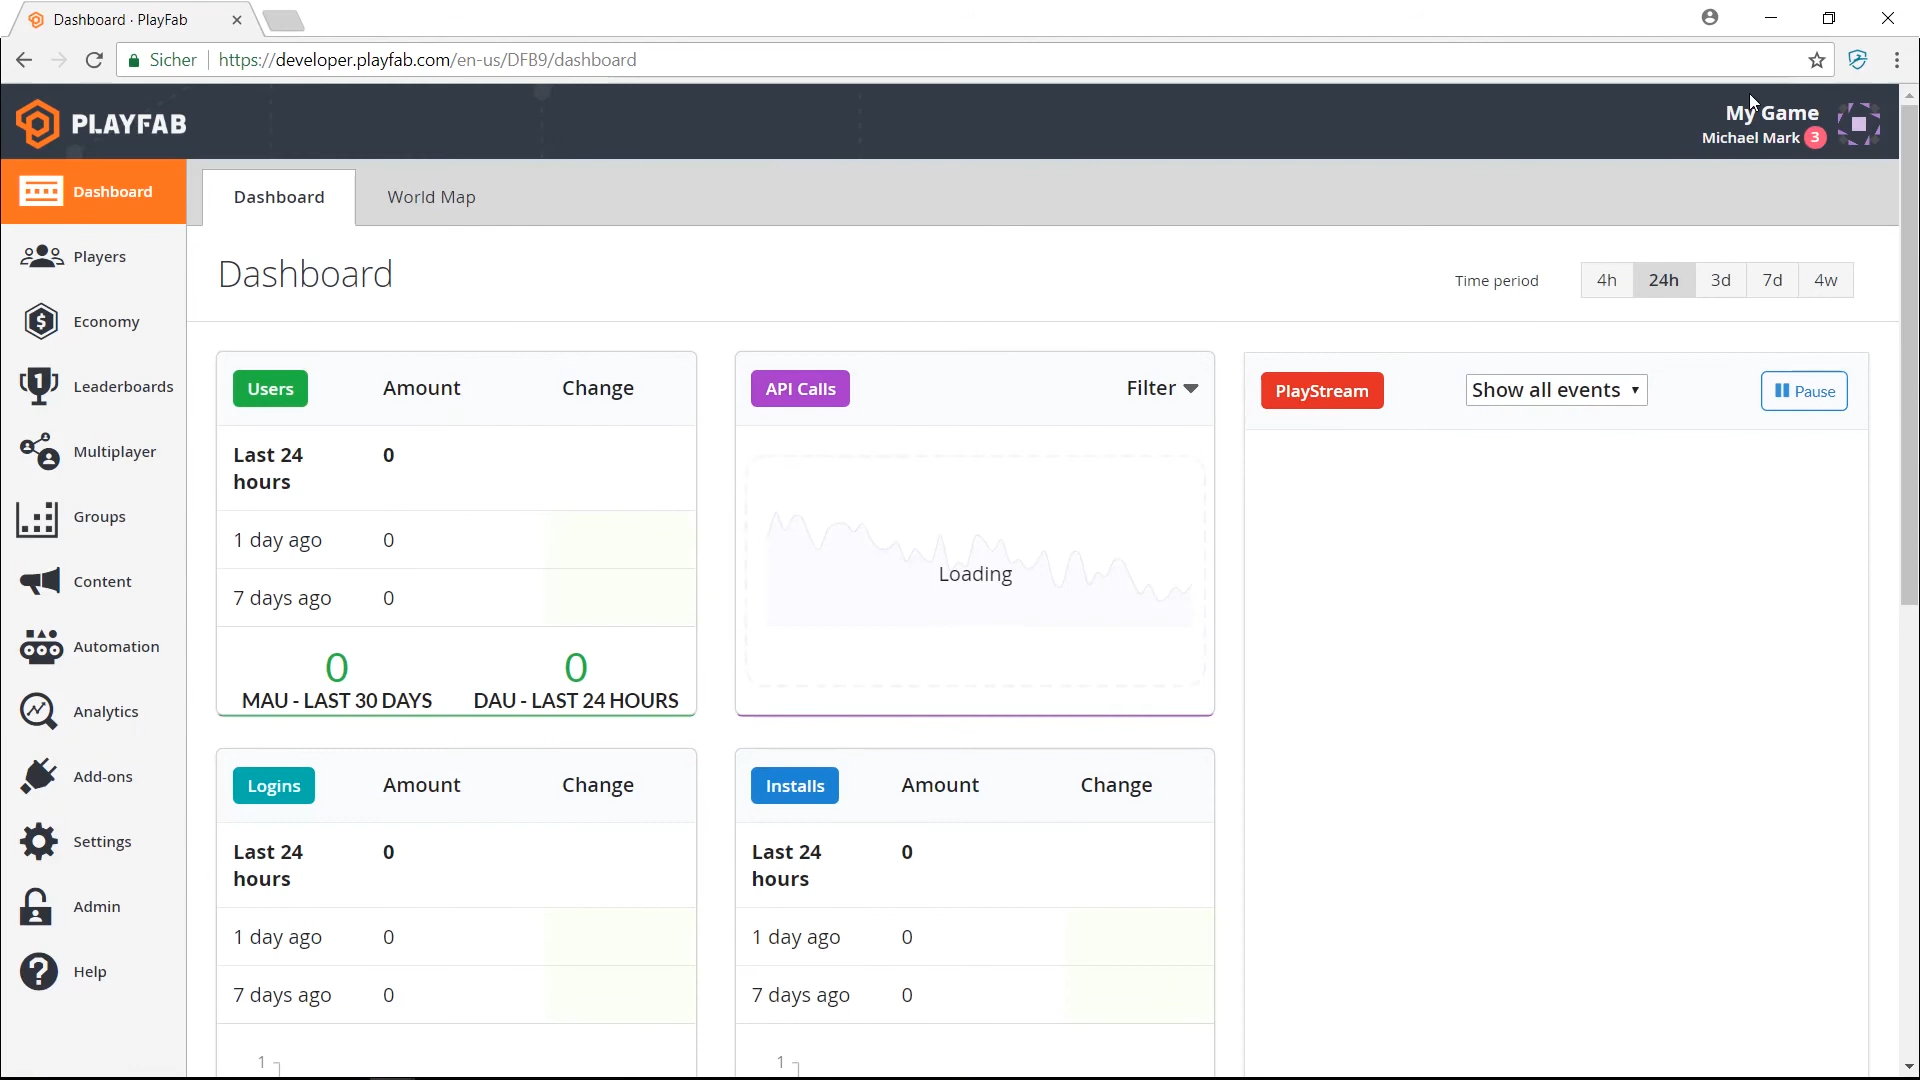 Dashboard · PlayFab
Sicher https://developer.playfab.com/en-us/DFB9/dashboard
PLAYFAB
My Game
Michael Mark 3
Dashboard
Players
Economy
Leaderboards
Multiplayer
Groups
Content
Automation
Analytics
Add-ons
Settings
Admin
Help
Dashboard World Map
Dashboard
Time period 4h 24h 3d 7d 4w
Users Amount Change
Last 24 hours 0
1 day ago 0
7 days ago 0
0 0
MAU - LAST 30 DAYS DAU - LAST 24 HOURS
API Calls Filter
Loading
PlayStream Show all events Pause
Logins Amount Change
Last 24 hours 0
1 day ago 0
7 days ago 0
1
Installs Amount Change
Last 24 hours 0
1 day ago 0
7 days ago 0
1